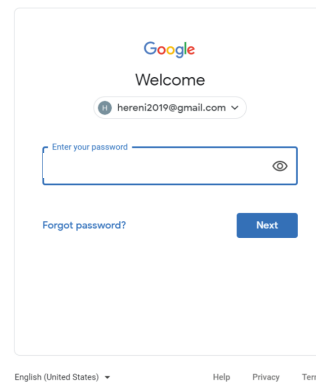 Google
Welcome
H hereni2019@gmail.com
Enter your password
Forgot password? Next
English (United States) Help Privacy